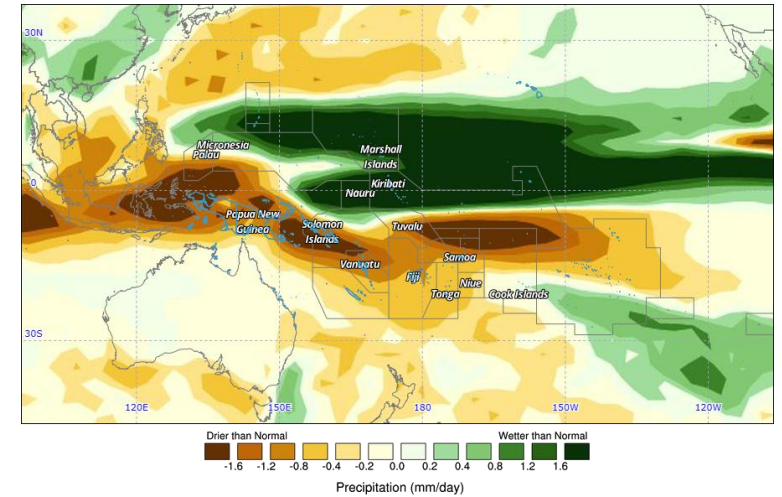 30N
Micronesia
Palau
Marshall
Islands
0
Kiribati
Nauru
Papua New
Guinea
Solomon
Islands
Tuvalu
Vanuatu
Samoa
Fiji
Niue
Tonga
Cook Islands
30S
120E 150E 180 150W 120W
Drier than Normal Wetter than Normal
-1.6 -1.2 -0.8 -0.4 -0.2 0.0 0.2 0.4 0.8 1.2 1.6
Precipitation (mm/day)